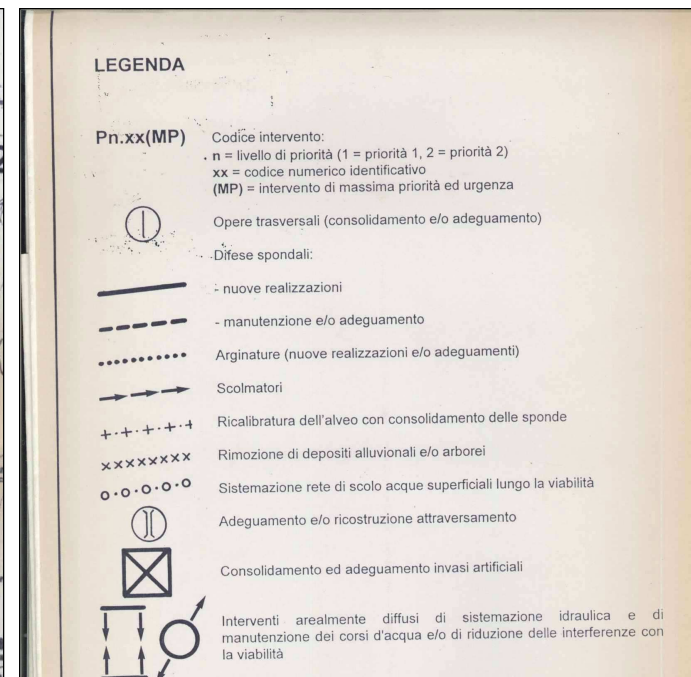 LEGENDA
Pn.xx(MP) Codice intervento:
n = livello di priorità (1 = priorità 1, 2 = priorità 2)
xx = codice numerico identificativo
(MP) = intervento di massima priorità ed urgenza
Opere trasversali (consolidamento e/o adeguamento)
Difese spondali:
- nuove realizzazioni
- manutenzione e/o adeguamento
Arginature (nuove realizzazioni e/o adeguamenti)
Scolmatori
Ricalibratura dell'alveo con consolidamento delle sponde
Rimozione di depositi alluvionali e/o arborei
Sistemazione rete di scolo acque superficiali lungo la viabilità
Adeguamento e/o ricostruzione attraversamento
Consolidamento ed adeguamento invasi artificiali
Interventi arealmente diffusi di sistemazione idraulica e di
manutenzione dei corsi d'acqua e/o di riduzione delle interferenze con
la viabilità